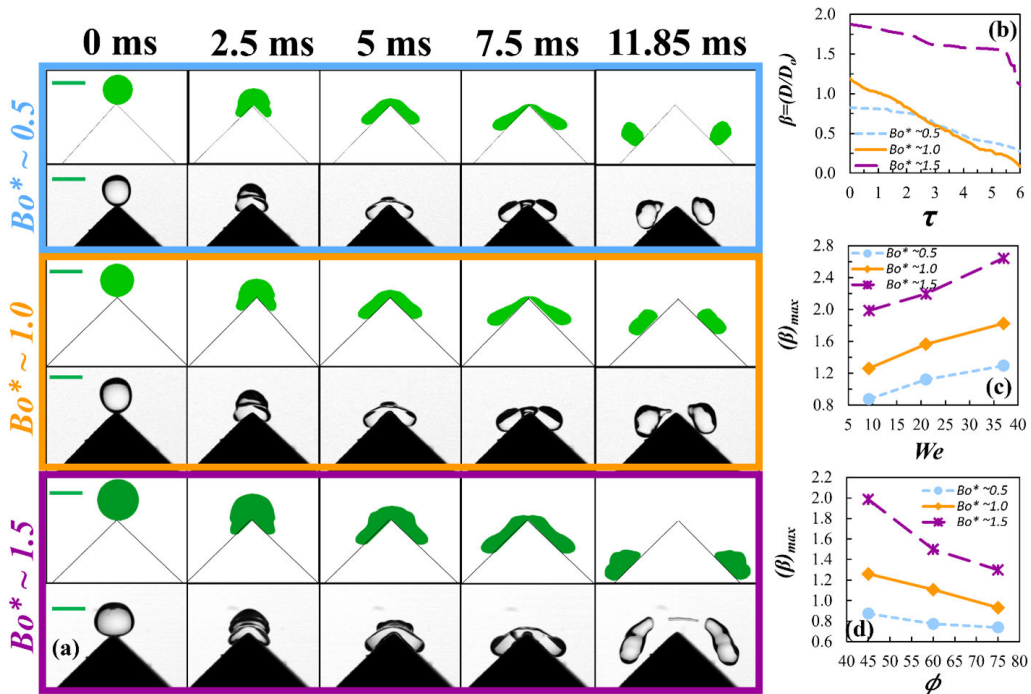 0 ms 2.5 ms 5 ms 7.5 ms 11.85 ms
Bo* ~ 0.5
Bo* ~ 1.0
Bo* ~ 1.5
(a)
2.0
1.5
1.0
0.5
0.0
β=(D/Dₒ)
(b)
Bo* ~0.5
Bo* ~1.0
Bo* ~1.5
0 1 2 3 4 5 6
τ
2.8
2.4
2.0
1.6
1.2
0.8
(β)max
Bo* ~0.5
Bo* ~1.0
Bo* ~1.5
(c)
5 10 15 20 25 30 35 40
We
2.2
2.0
1.8
1.6
1.4
1.2
1.0
0.8
0.6
(β)max
Bo* ~0.5
Bo* ~1.0
Bo* ~1.5
(d)
40 45 50 55 60 65 70 75 80
ϕ